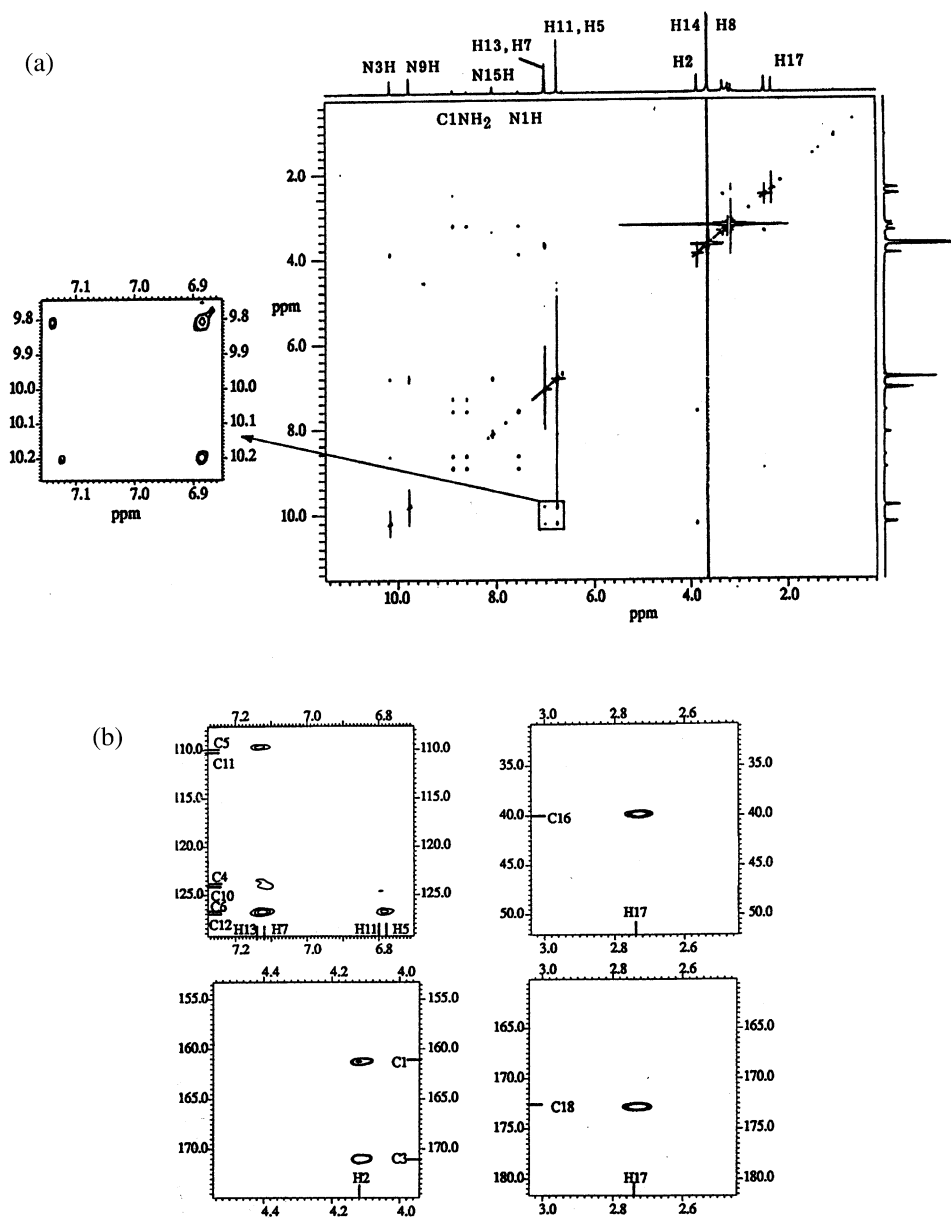 (a)
H11,H5
H14
H8
H13,H7
N3H
N9H
N15H
H2
H17
C1NH₂
N1H
2.0
4.0
ppm
6.0
8.0
10.0
10.0
8.0
6.0
4.0
2.0
ppm
7.1
7.0
6.9
9.8
9.8
9.9
9.9
10.0
10.0
10.1
10.1
10.2
10.2
7.1
7.0
6.9
ppm
(b)
7.2
7.0
6.8
110.0
C5
110.0
C11
115.0
115.0
120.0
120.0
C4
C10
125.0
125.0
C6
C12
H13
H7
H11
H5
7.2
7.0
6.8
3.0
2.8
2.6
35.0
35.0
40.0
C16
40.0
45.0
45.0
50.0
50.0
H17
3.0
2.8
2.6
4.4
4.2
4.0
155.0
155.0
160.0
C1
160.0
165.0
165.0
170.0
C3
170.0
H2
4.4
4.2
4.0
3.0
2.8
2.6
165.0
165.0
170.0
170.0
C18
175.0
175.0
180.0
180.0
H17
3.0
2.8
2.6